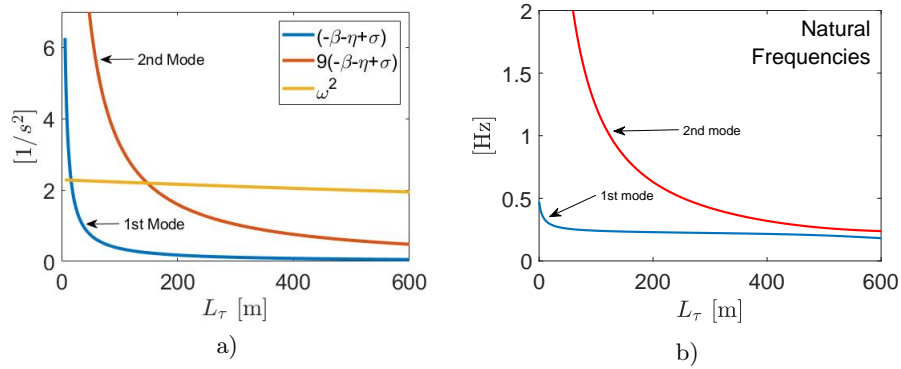 [1/s²]
6
4
2
0
(-β-η+σ)
9(-β-η+σ)
ω²
2nd Mode
1st Mode
0 200 400 600
L_τ [m]
a)
[Hz]
2
1.5
1
0.5
0
Natural
Frequencies
2nd mode
1st mode
0 200 400 600
L_τ [m]
b)